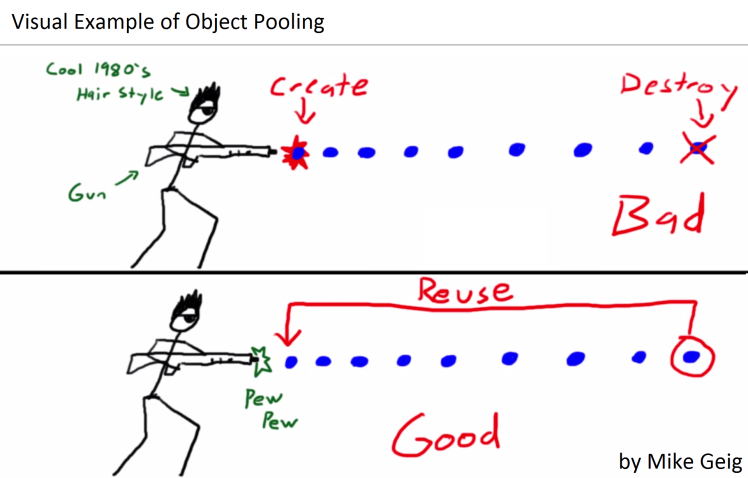 Visual Example of Object Pooling
Cool 1980's
Hair Style
Create
Destroy
Gun
Bad
Reuse
Pew
Pew
Good
by Mike Geig